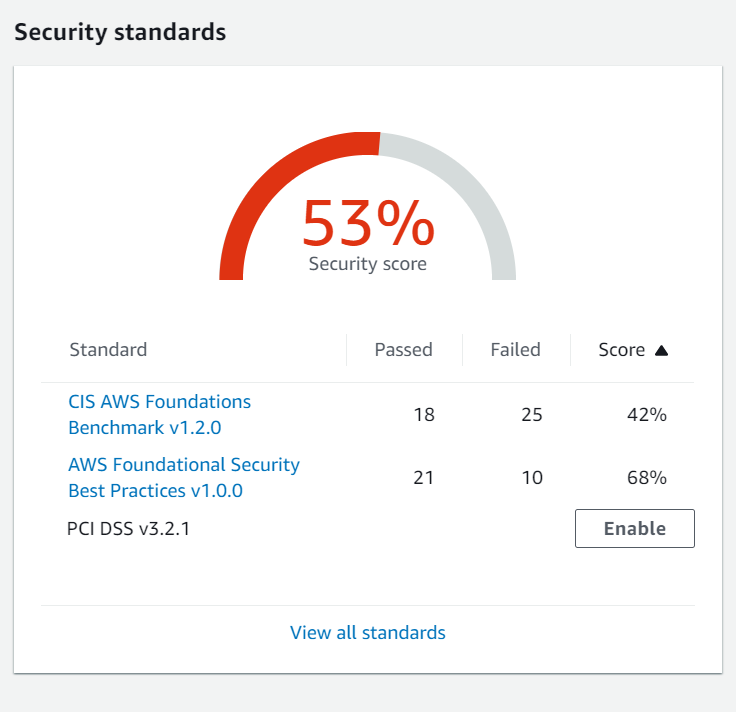 Security standards
53%
Security score
Standard Passed Failed Score ▲
CIS AWS Foundations
Benchmark v1.2.0 18 25 42%
AWS Foundational Security
Best Practices v1.0.0 21 10 68%
PCI DSS v3.2.1 Enable
View all standards